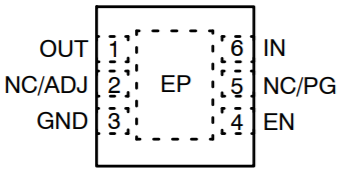 OUT 1 6 IN
NC/ADJ 2 EP 5 NC/PG
GND 3 4 EN